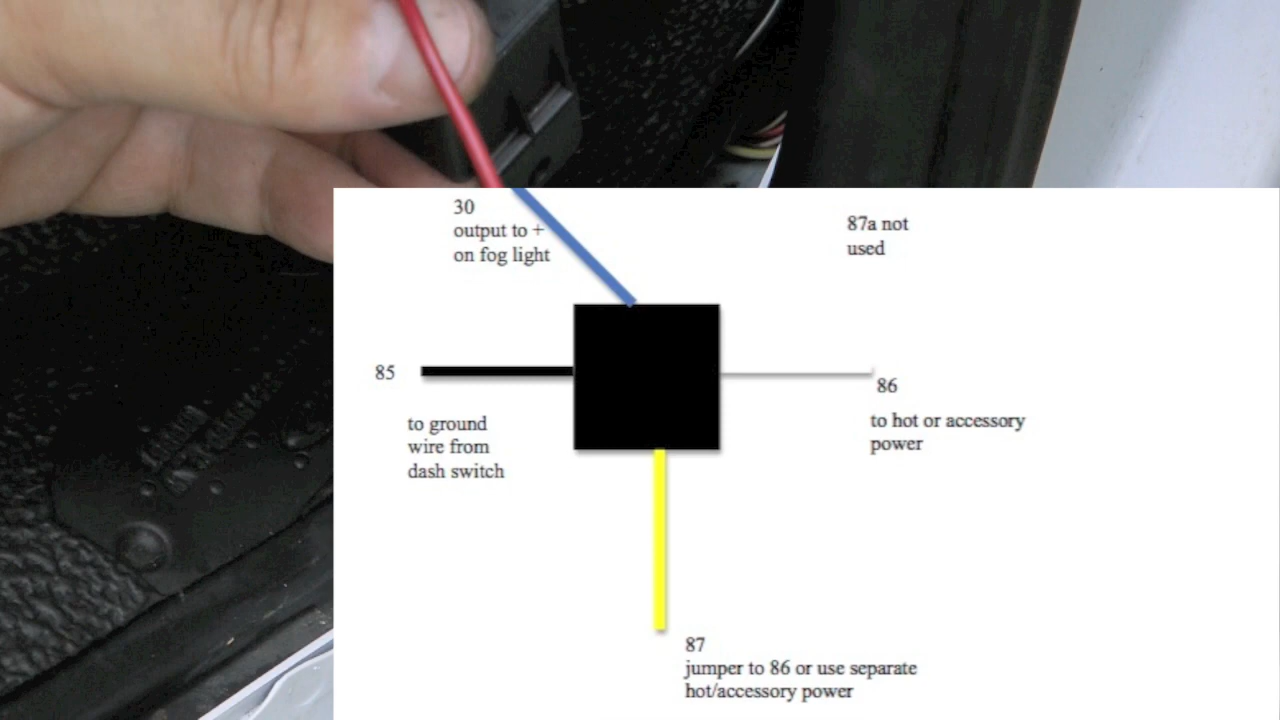 30
output to +
on fog light
87a not
used
85
86
to ground
wire from
dash switch
to hot or accessory
power
87
jumper to 86 or use separate
hot/accessory power